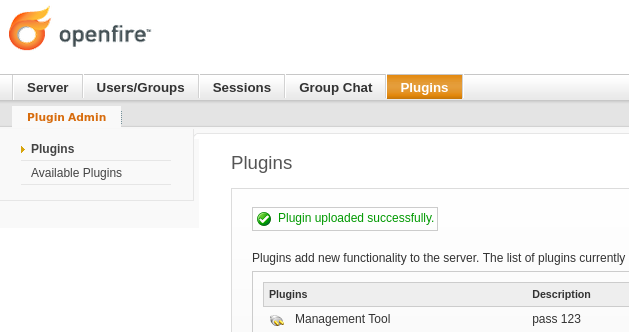 openfire™
Server Users/Groups Sessions Group Chat Plugins
Plugin Admin
Plugins
Available Plugins
Plugins
Plugin uploaded successfully.
Plugins add new functionality to the server. The list of plugins currently
Plugins Description
Management Tool pass 123